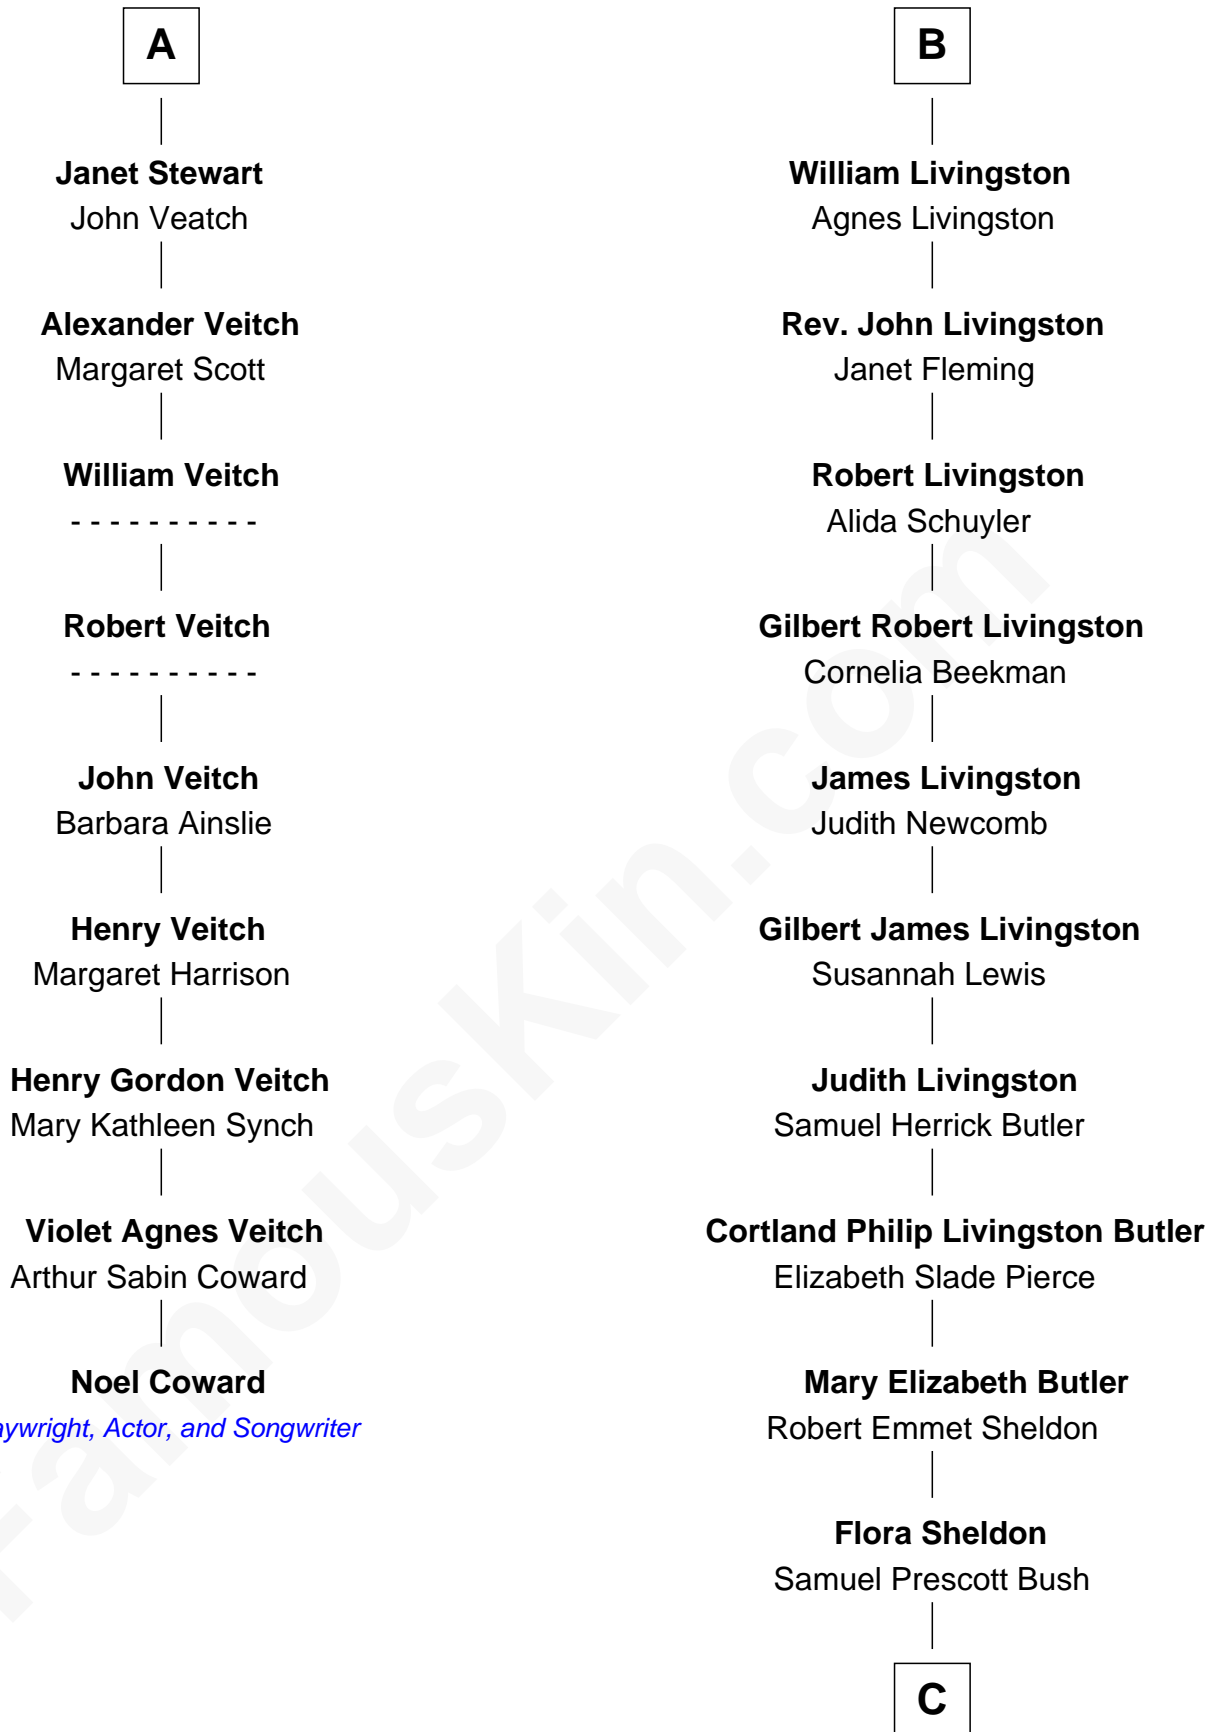 A
Janet Stewart
John Veatch
Alexander Veitch
Margaret Scott
William Veitch
- - - - - - - - - -
Robert Veitch
- - - - - - - - - -
John Veitch
Barbara Ainslie
Henry Veitch
Margaret Harrison
Henry Gordon Veitch
Mary Kathleen Synch
Violet Agnes Veitch
Arthur Sabin Coward
Noel Coward
aywright, Actor, and Songwriter
B
William Livingston
Agnes Livingston
Rev. John Livingston
Janet Fleming
Robert Livingston
Alida Schuyler
Gilbert Robert Livingston
Cornelia Beekman
James Livingston
Judith Newcomb
Gilbert James Livingston
Susannah Lewis
Judith Livingston
Samuel Herrick Butler
Cortland Philip Livingston Butler
Elizabeth Slade Pierce
Mary Elizabeth Butler
Robert Emmet Sheldon
Flora Sheldon
Samuel Prescott Bush
C
FamousKin.com